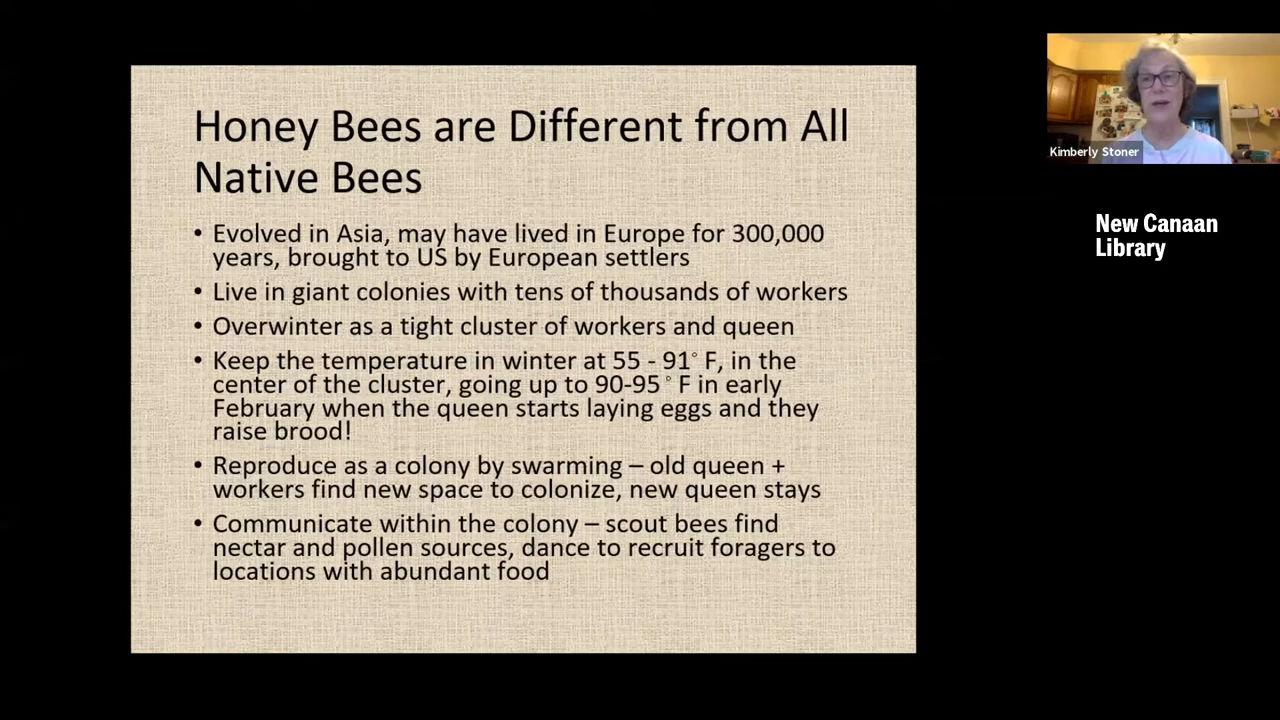 Honey Bees are Different from All
Native Bees
• Evolved in Asia, may have lived in Europe for 300,000
years, brought to US by European settlers
• Live in giant colonies with tens of thousands of workers
• Overwinter as a tight cluster of workers and queen
• Keep the temperature in winter at 55 - 91° F, in the
center of the cluster, going up to 90-95° F in early
February when the queen starts laying eggs and they
raise brood!
• Reproduce as a colony by swarming – old queen +
workers find new space to colonize, new queen stays
• Communicate within the colony – scout bees find
nectar and pollen sources, dance to recruit foragers to
locations with abundant food
Kimberly Stoner
New Canaan
Library